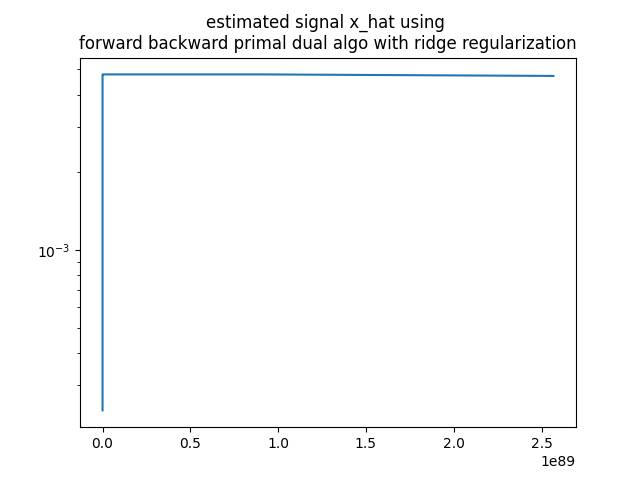 estimated signal x_hat using
forward backward primal dual algo with ridge regularization
10⁻³
0.0 0.5 1.0 1.5 2.0 2.5
1e89